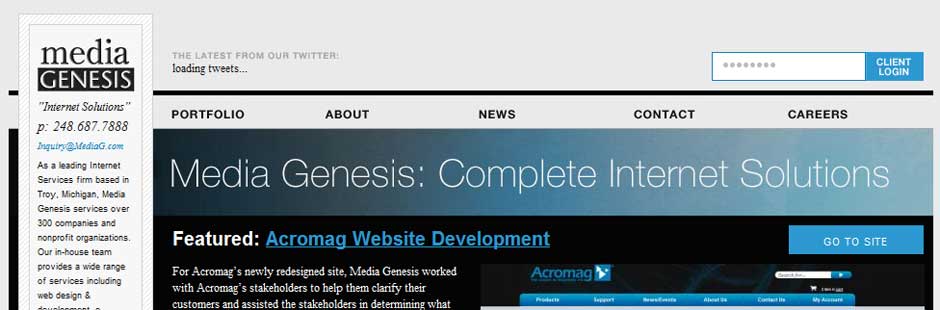 media
GENESIS
"Internet Solutions"
p: 248.687.7888
Inquiry@MediaG.com
As a leading Internet
Services firm based in
Troy, Michigan, Media
Genesis services over
300 companies and
nonprofit organizations.
Our in-house team
provides a wide range
of services including
web design &
THE LATEST FROM OUR TWITTER:
loading tweets...
CLIENT
LOGIN
PORTFOLIO ABOUT NEWS CONTACT CAREERS
Media Genesis: Complete Internet Solutions
Featured: Acromag Website Development
GO TO SITE
For Acromag's newly redesigned site, Media Genesis worked
with Acromag's stakeholders to help them clarify their
customers and assisted the stakeholders in determining what
Acromag
Products Support News/Events About Us Contact Us My Account